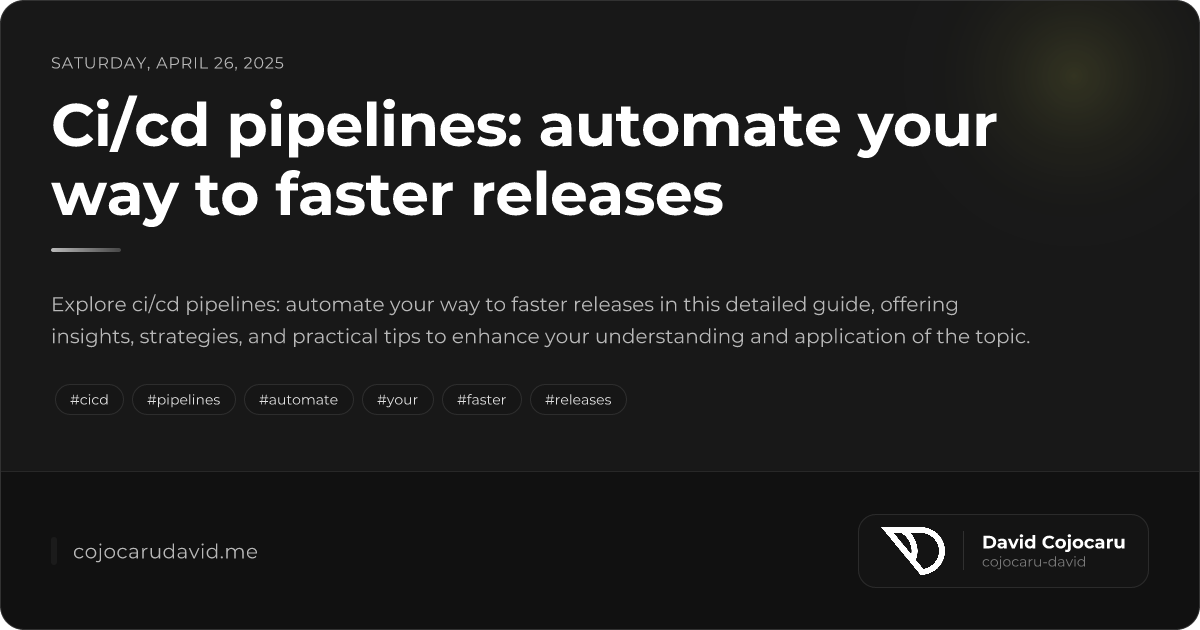 SATURDAY, APRIL 26, 2025
Ci/cd pipelines: automate your
way to faster releases
Explore ci/cd pipelines: automate your way to faster releases in this detailed guide, offering
insights, strategies, and practical tips to enhance your understanding and application of the topic.
#cicd #pipelines #automate #your #faster #releases
cojocarudavid.me
David Cojocaru
cojocaru-david